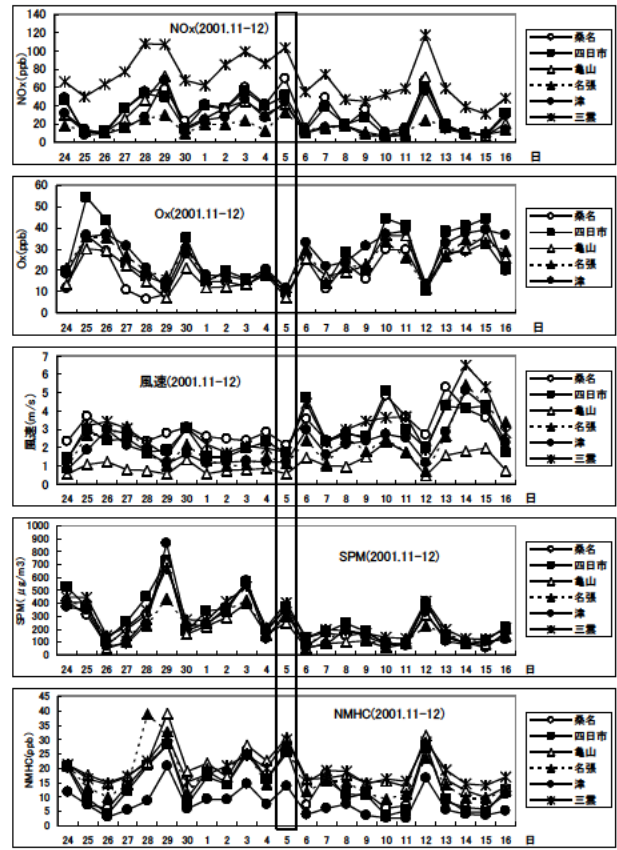 NOx(2001.11-12)
NOx(ppb)
140
120
100
80
60
40
20
0
24 25 26 27 28 29 30 1 2 3 4 5 6 7 8 9 10 11 12 13 14 15 16 日
桑名
四日市
亀山
名張
津
三雲
Ox(2001.11-12)
Ox(ppb)
60
50
40
30
20
10
0
24 25 26 27 28 29 30 1 2 3 4 5 6 7 8 9 10 11 12 13 14 15 16 日
桑名
四日市
亀山
名張
津
三雲
風速(2001.11-12)
風速(m/s)
7
6
5
4
3
2
1
0
24 25 26 27 28 29 30 1 2 3 4 5 6 7 8 9 10 11 12 13 14 15 16 日
桑名
四日市
亀山
名張
津
三雲
SPM(2001.11-12)
SPM(μg/m3)
1000
900
800
700
600
500
400
300
200
100
0
24 25 26 27 28 29 30 1 2 3 4 5 6 7 8 9 10 11 12 13 14 15 16 日
桑名
四日市
亀山
名張
津
三雲
NMHC(2001.11-12)
NMHC(ppb)
45
40
35
30
25
20
15
10
5
0
24 25 26 27 28 29 30 1 2 3 4 5 6 7 8 9 10 11 12 13 14 15 16 日
桑名
四日市
亀山
名張
津
三雲